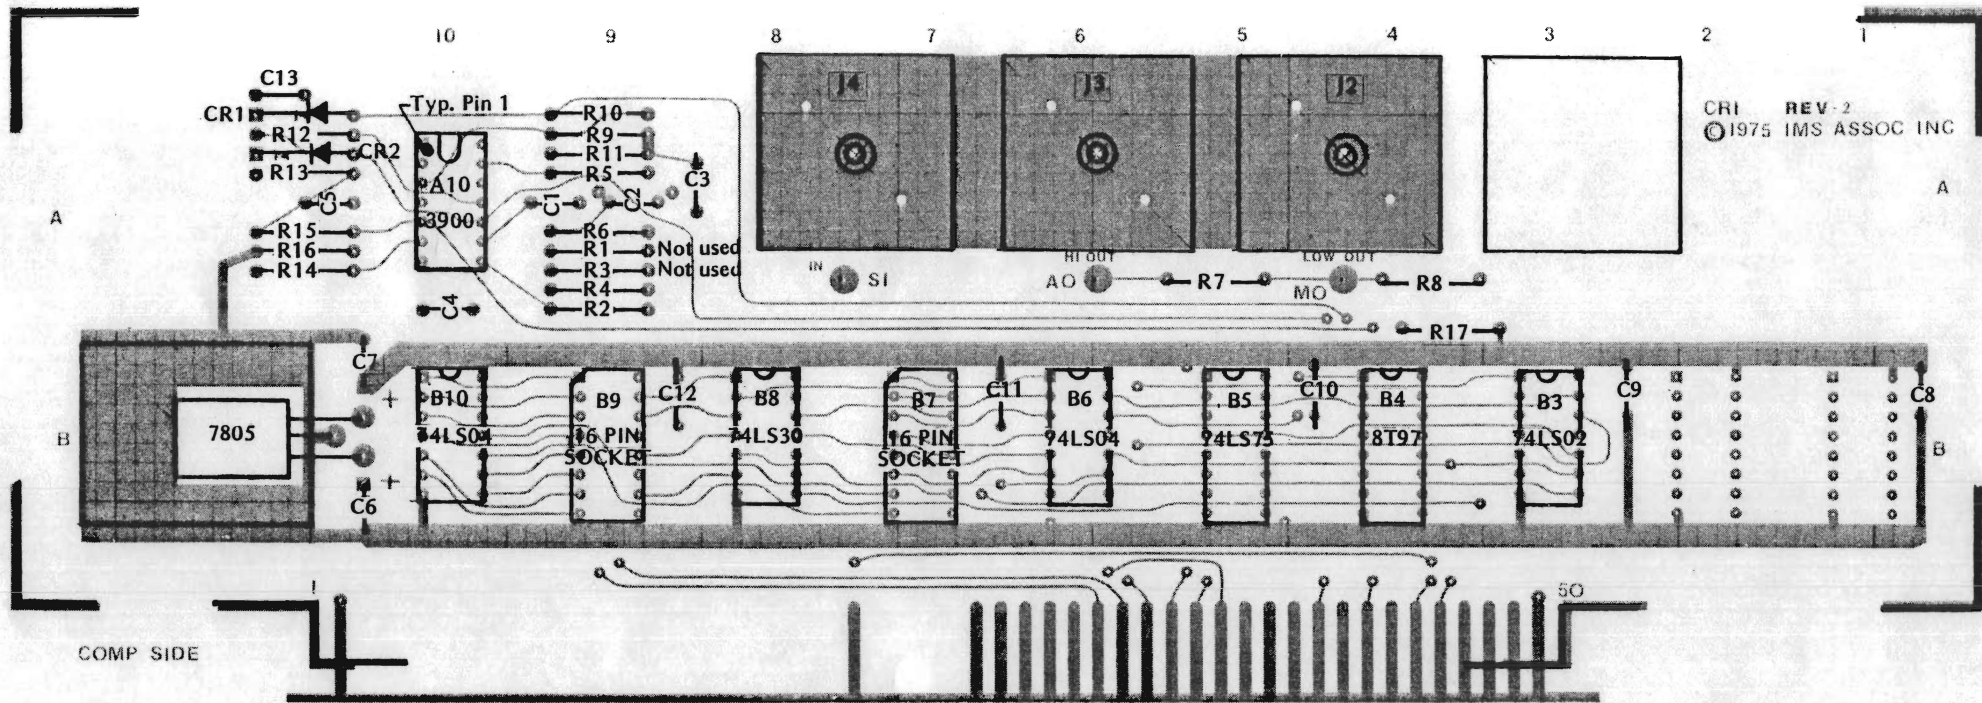 10 9 8 7 6 5 4 3 2 1
C13
CR1
R12
CR2
R13
C5
R15
R16
R14
Typ. Pin 1
A10
3900
C4
R10
R9
R11
R5
C1
C2
C3
R6
R1 Not used
R3 Not used
R4
R2
J4
J3
J2
IN
SI
HI OUT
AO
R7
LOW OUT
MO
R8
R17
CRI REV-2
©1975 IMS ASSOC INC
A
A
B
B
7805
C7
+
+
C6
B10
74LS04
B9
16 PIN
SOCKET
C12
B8
74LS30
B7
16 PIN
SOCKET
C11
B6
74LS04
B5
74LS75
C10
B4
8T97
B3
74LS02
C9
C8
1
50
COMP SIDE